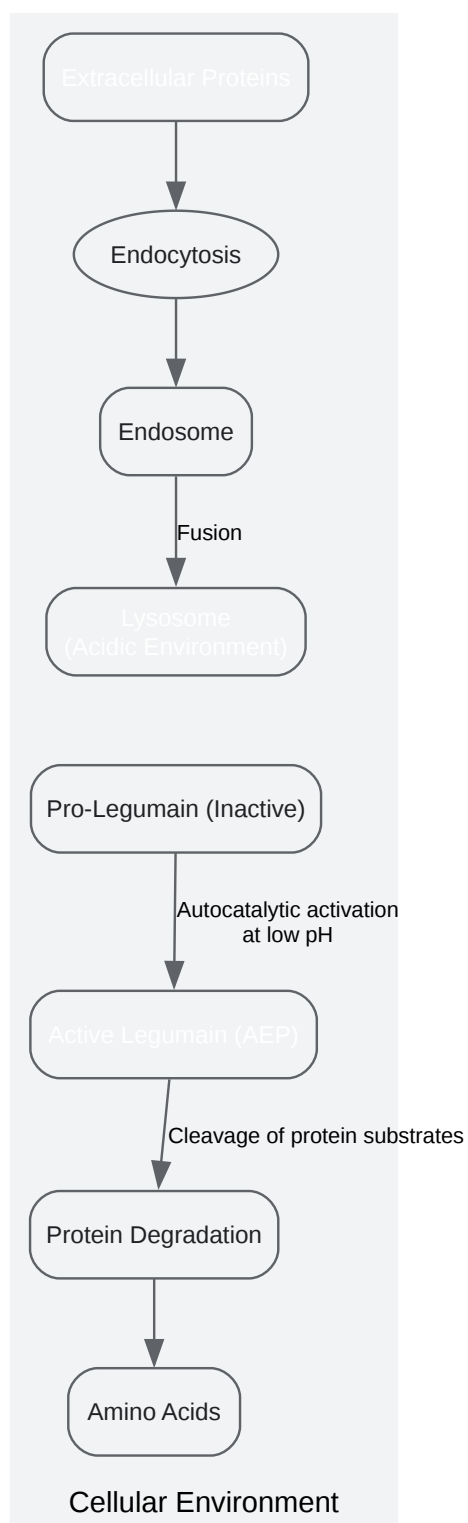 Extracellular Proteins
Endocytosis
Endosome
Fusion
Lysosome
(Acidic Environment)
Pro-Legumain (Inactive)
Autocatalytic activation
at low pH
Active Legumain (AEP)
Cleavage of protein substrates
Protein Degradation
Amino Acids
Cellular Environment